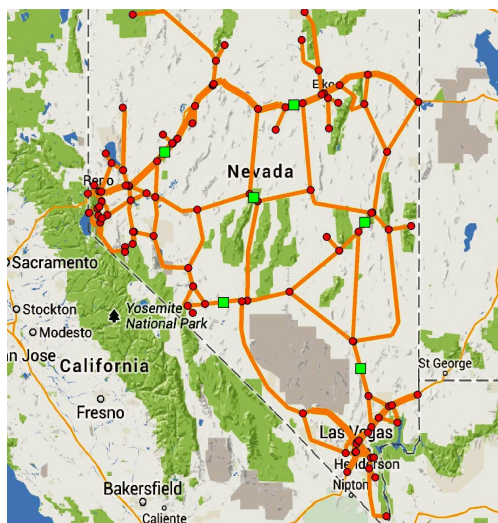 Elko
Nevada
Reno
Sacramento
Stockton
Yosemite
National Park
Modesto
an Jose
California
St George
Fresno
Las Vegas
Henderson
Nipton
Bakersfield
Caliente